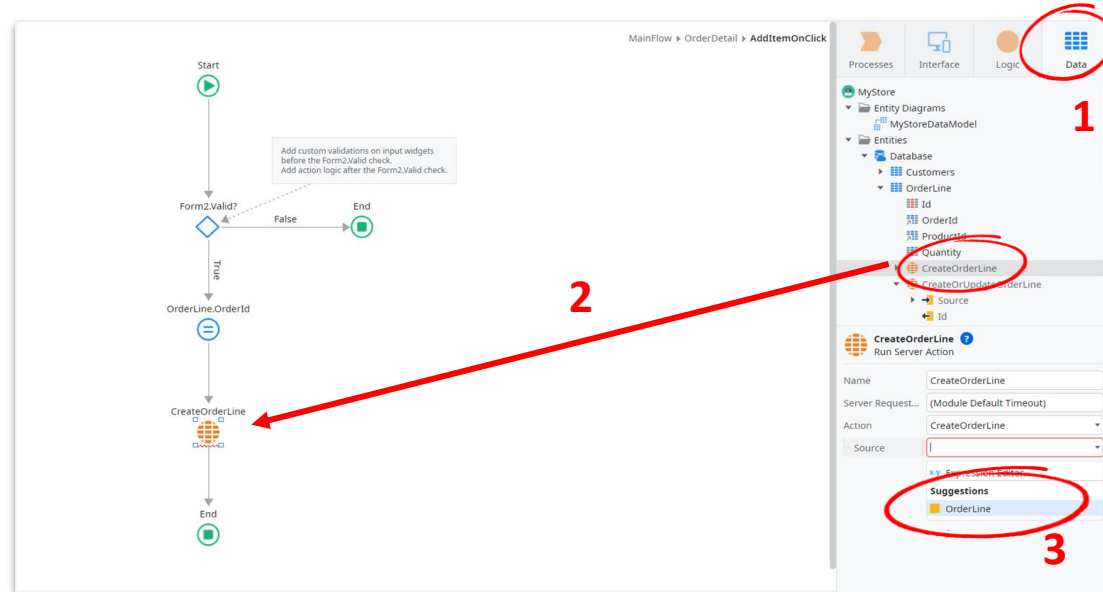 MainFlow ▸ OrderDetail ▸ AddItemOnClick
Start
Add custom validations on input widgets
before the Form2.Valid check.
Add action logic after the Form2.Valid check.
Form2.Valid?
False
End
True
OrderLine.OrderId
CreateOrderLine
End
2
Processes
Interface
Logic
Data
1
MyStore
Entity Diagrams
MyStoreDataModel
Entities
Database
Customers
OrderLine
Id
OrderId
ProductId
Quantity
CreateOrderLine
CreateOrUpdateOrderLine
Source
Id
CreateOrderLine ?
Run Server Action
Name CreateOrderLine
Server Request... (Module Default Timeout)
Action CreateOrderLine
Source
x.y Expression Editor...
Suggestions
OrderLine
3